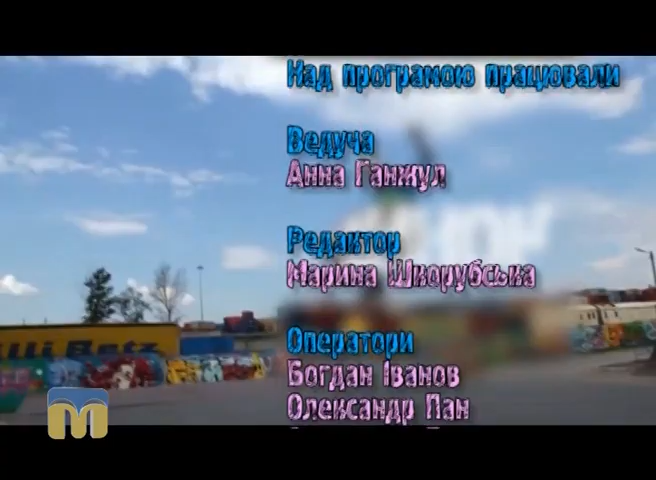 Над програмою працювали
Ведуча
Анна Ганжул
Редактор
Марина Шкорубська
Оператори
Богдан Іванов
Олександр Пан